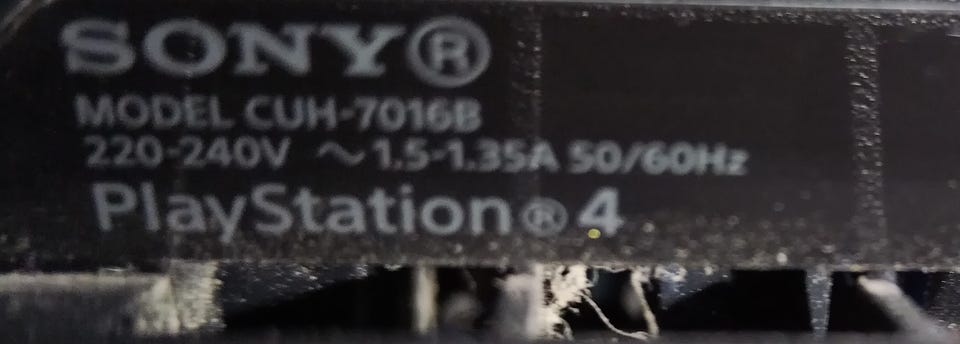 SONY®
MODEL CUH-7016B
220-240V ～1.5-1.35A 50/60Hz
PlayStation®4